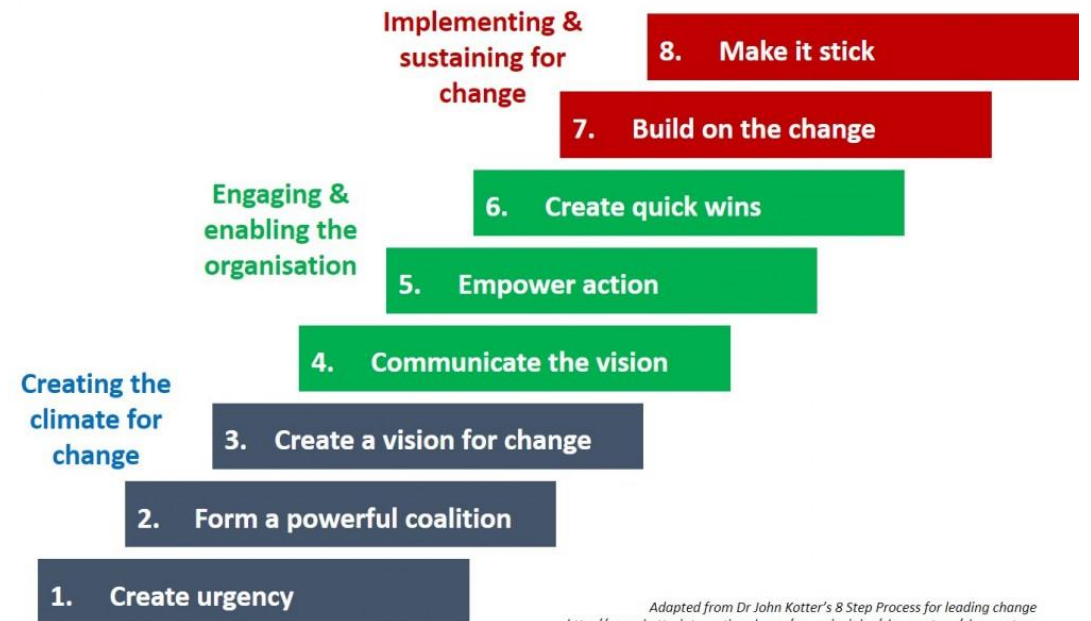 Implementing &
sustaining for
change
8. Make it stick
7. Build on the change
Engaging &
enabling the
organisation
6. Create quick wins
5. Empower action
4. Communicate the vision
Creating the
climate for
change
3. Create a vision for change
2. Form a powerful coalition
1. Create urgency
Adapted from Dr John Kotter's 8 Step Process for leading change